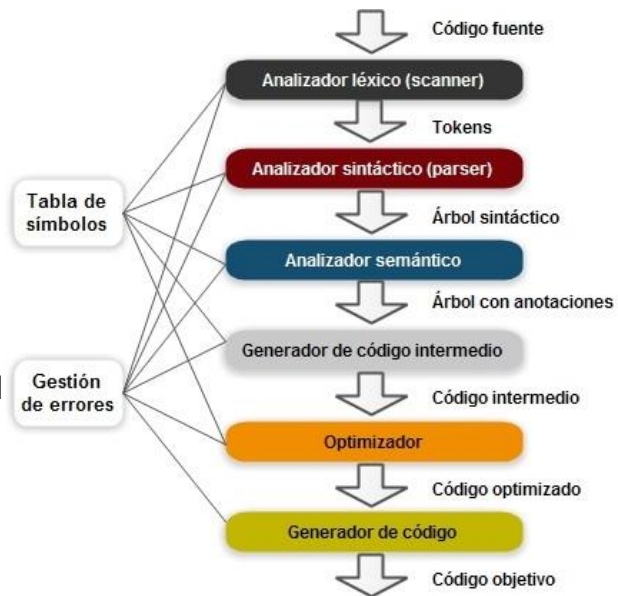 Código fuente
Analizador léxico (scanner)
Tokens
Analizador sintáctico (parser)
Árbol sintáctico
Tabla de
símbolos
Analizador semántico
Árbol con anotaciones
Generador de código intermedio
Gestión
de errores
Código intermedio
Optimizador
Código optimizado
Generador de código
Código objetivo